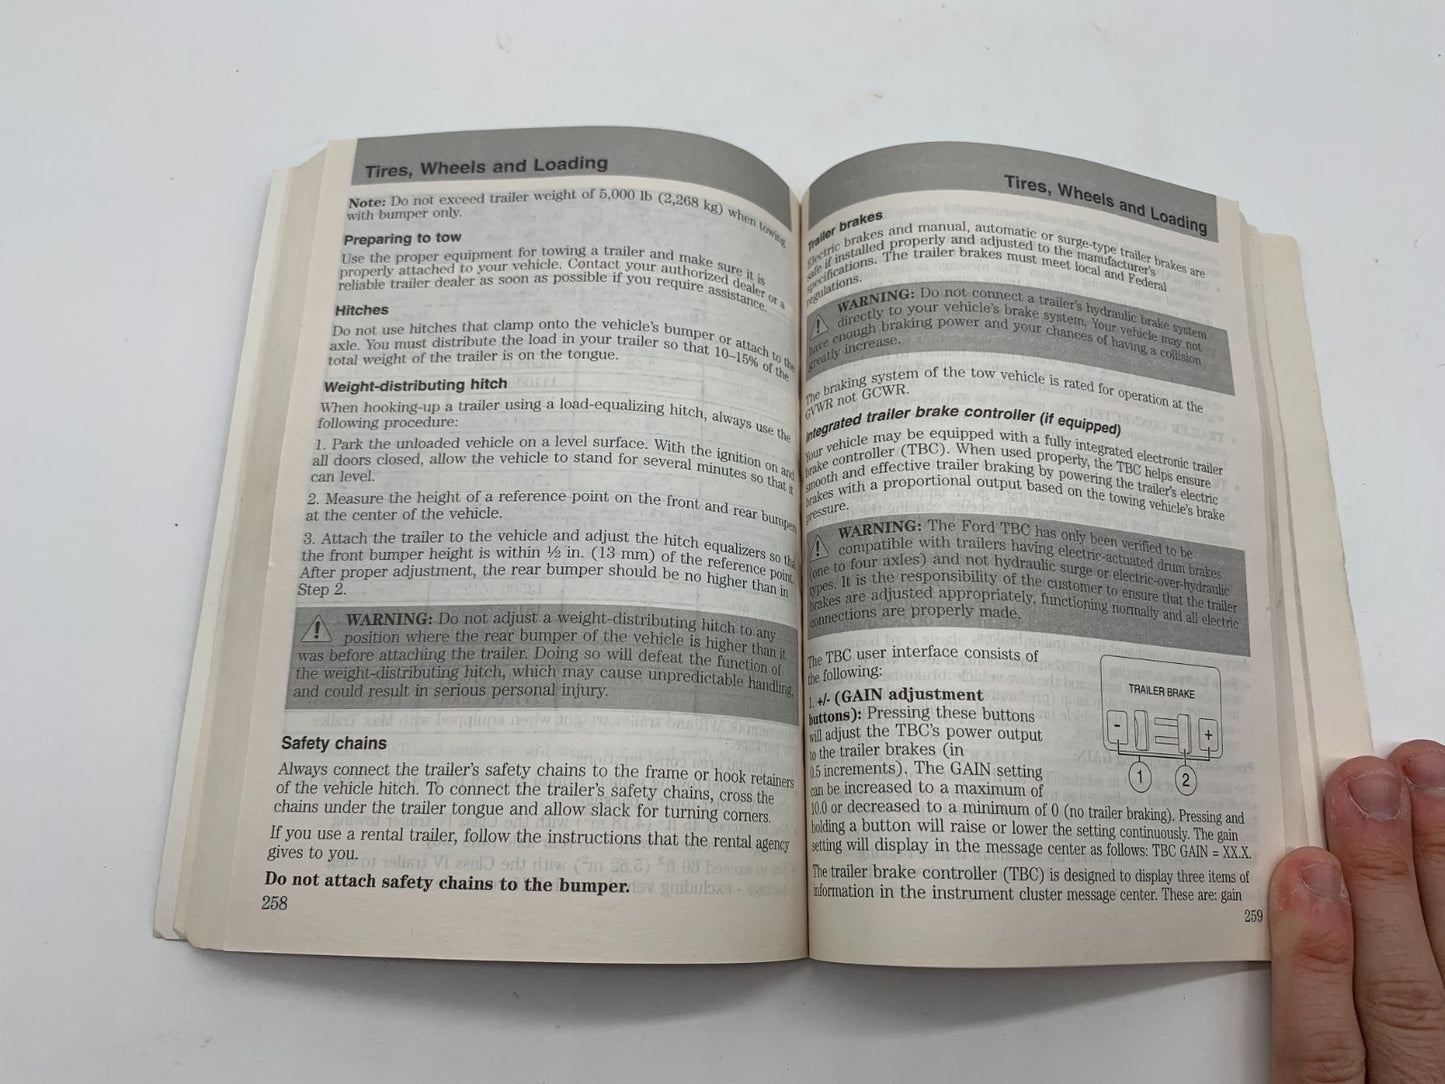 Tires, Wheels and Loading
Note: Do not exceed trailer weight of 5,000 lb (2,268 kg) when towing
with bumper only.
Preparing to tow
Use the proper equipment for towing a trailer and make sure it is
properly attached to your vehicle. Contact your authorized dealer or a
reliable trailer dealer as soon as possible if you require assistance.
Hitches
Do not use hitches that clamp onto the vehicle's bumper or attach to the
axle. You must distribute the load in your trailer so that 10–15% of the
total weight of the trailer is on the tongue.
Weight-distributing hitch
When hooking-up a trailer using a load-equalizing hitch, always use the
following procedure:
1. Park the unloaded vehicle on a level surface. With the ignition on and
all doors closed, allow the vehicle to stand for several minutes so that it
can level.
2. Measure the height of a reference point on the front and rear bumpers
at the center of the vehicle.
3. Attach the trailer to the vehicle and adjust the hitch equalizers so that
the front bumper height is within ½ in. (13 mm) of the reference point.
After proper adjustment, the rear bumper should be no higher than in
Step 2.
WARNING: Do not adjust a weight-distributing hitch to any
position where the rear bumper of the vehicle is higher than it
was before attaching the trailer. Doing so will defeat the function of
the weight-distributing hitch, which may cause unpredictable handling,
and could result in serious personal injury.
Safety chains
Always connect the trailer's safety chains to the frame or hook retainers
of the vehicle hitch. To connect the trailer's safety chains, cross the
chains under the trailer tongue and allow slack for turning corners.
If you use a rental trailer, follow the instructions that the rental agency
gives to you.
Do not attach safety chains to the bumper.
258
Tires, Wheels and Loading
Trailer brakes
Electric brakes and manual, automatic or surge-type trailer brakes are
safe if installed properly and adjusted to the manufacturer's
specifications. The trailer brakes must meet local and Federal
regulations.
WARNING: Do not connect a trailer's hydraulic brake system
directly to your vehicle's brake system. Your vehicle may not
have enough braking power and your chances of having a collision
greatly increase.
The braking system of the tow vehicle is rated for operation at the
GVWR not GCWR.
Integrated trailer brake controller (if equipped)
Your vehicle may be equipped with a fully integrated electronic trailer
brake controller (TBC). When used properly, the TBC helps ensure
smooth and effective trailer braking by powering the trailer's electric
brakes with a proportional output based on the towing vehicle's brake
pressure.
WARNING: The Ford TBC has only been verified to be
compatible with trailers having electric-actuated drum brakes
(one to four axles) and not hydraulic surge or electric-over-hydraulic
types. It is the responsibility of the customer to ensure that the trailer
brakes are adjusted appropriately, functioning normally and all electric
connections are properly made.
The TBC user interface consists of
the following:
1. +/- (GAIN adjustment
buttons): Pressing these buttons
will adjust the TBC's power output
to the trailer brakes (in
0.5 increments). The GAIN setting
can be increased to a maximum of
10.0 or decreased to a minimum of 0 (no trailer braking). Pressing and
holding a button will raise or lower the setting continuously. The gain
setting will display in the message center as follows: TBC GAIN = XX.X.
TRAILER BRAKE
- +
1 2
The trailer brake controller (TBC) is designed to display three items of
information in the instrument cluster message center. These are: gain
259